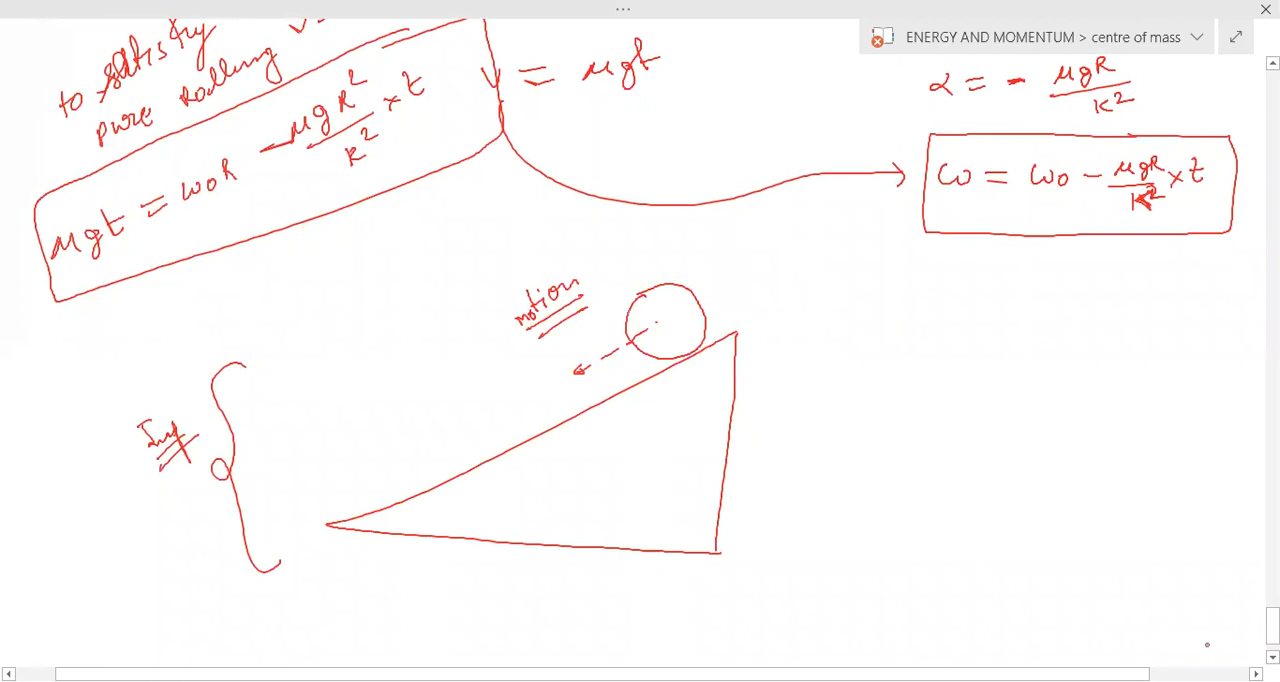 ENERGY AND MOMENTUM > centre of mass
to satisfy
pure rolling V
v = μgt
α = - μgR/K²
μgt = ω₀R - μgR²/K² × t
ω = ω₀ - μgR/K² × t
motion
Imq